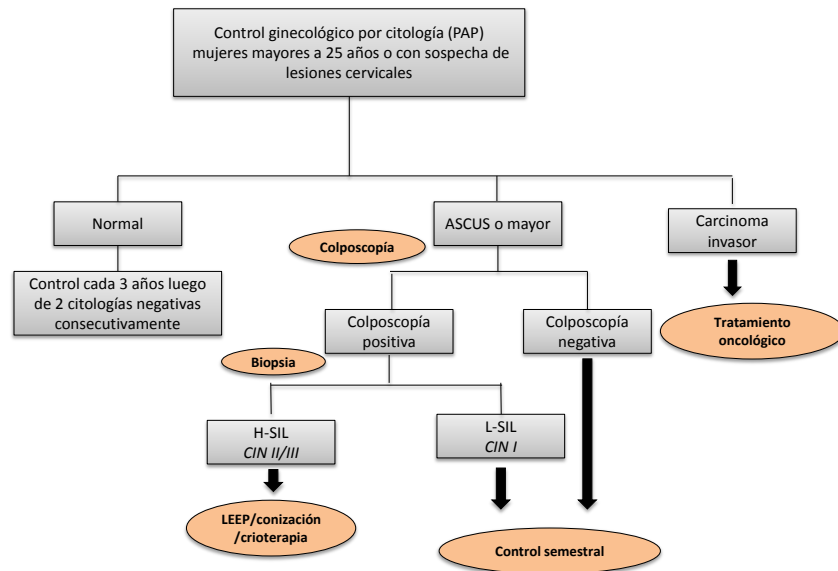 Control ginecológico por citología (PAP)
mujeres mayores a 25 años o con sospecha de
lesiones cervicales
Normal
ASCUS o mayor
Carcinoma
invasor
Colposcopía
Control cada 3 años luego
de 2 citologías negativas
consecutivamente
Colposcopía
positiva
Colposcopía
negativa
Tratamiento
oncológico
Biopsia
H-SIL
CIN II/III
L-SIL
CIN I
LEEP/conización
/crioterapia
Control semestral